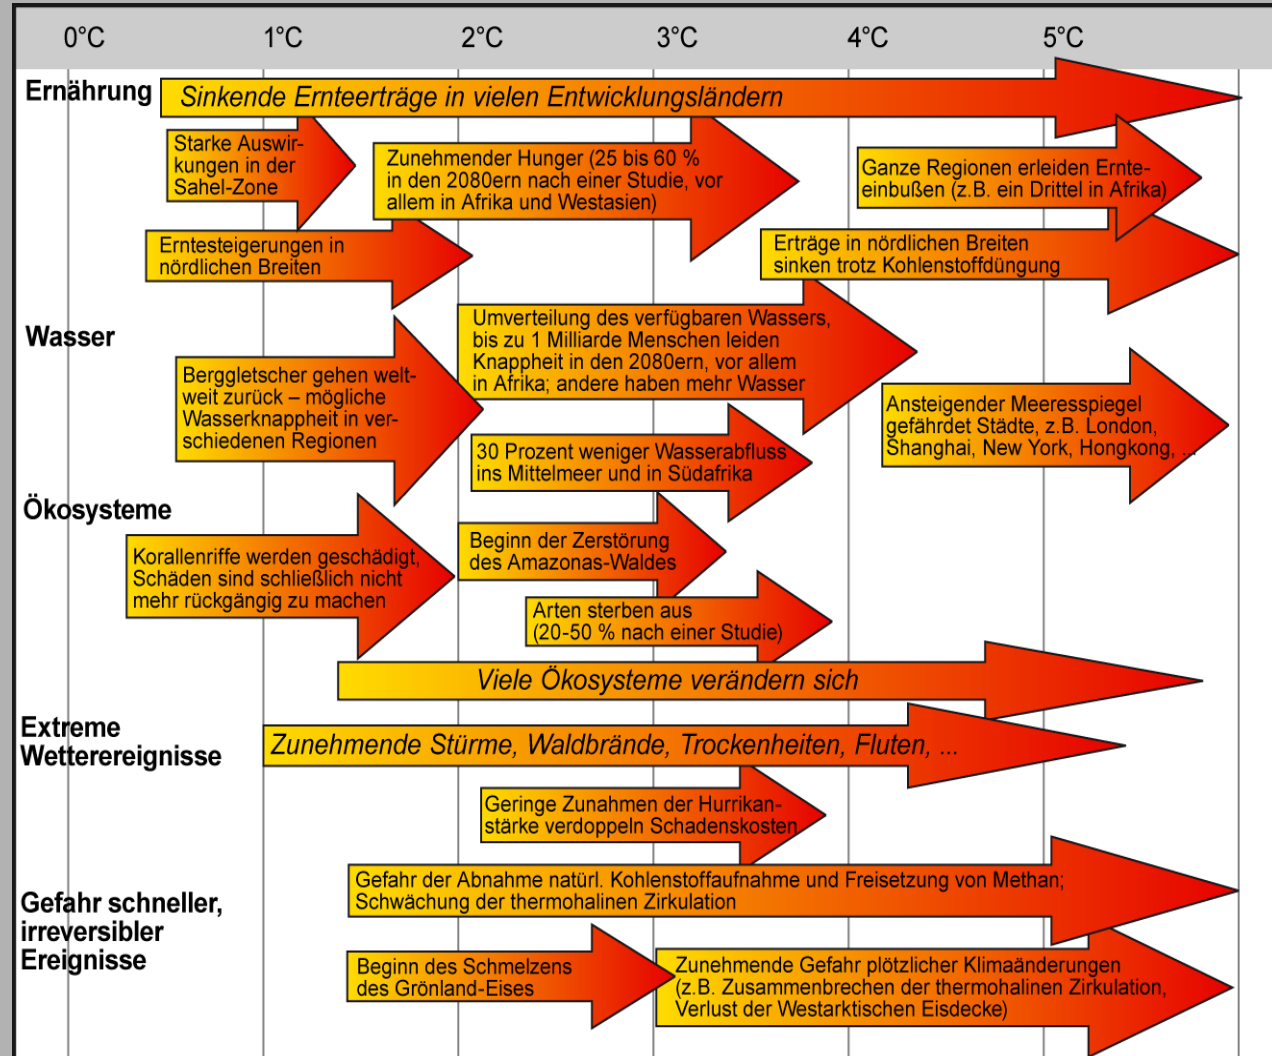 0°C 1°C 2°C 3°C 4°C 5°C
Ernährung
Sinkende Ernteerträge in vielen Entwicklungsländern
Starke Auswir-
kungen in der
Sahel-Zone
Zunehmender Hunger (25 bis 60 %
in den 2080ern nach einer Studie, vor
allem in Afrika und Westasien)
Ganze Regionen erleiden Ernte-
einbußen (z.B. ein Drittel in Afrika)
Erntesteigerungen in
nördlichen Breiten
Erträge in nördlichen Breiten
sinken trotz Kohlenstoffdüngung
Wasser
Berggletscher gehen welt-
weit zurück – mögliche
Wasserknappheit in ver-
schiedenen Regionen
Umverteilung des verfügbaren Wassers,
bis zu 1 Milliarde Menschen leiden
Knappheit in den 2080ern, vor allem
in Afrika; andere haben mehr Wasser
Ansteigender Meeresspiegel
gefährdet Städte, z.B. London,
Shanghai, New York, Hongkong, ...
30 Prozent weniger Wasserabfluss
ins Mittelmeer und in Südafrika
Ökosysteme
Korallenriffe werden geschädigt,
Schäden sind schließlich nicht
mehr rückgängig zu machen
Beginn der Zerstörung
des Amazonas-Waldes
Arten sterben aus
(20-50 % nach einer Studie)
Viele Ökosysteme verändern sich
Extreme
Wetterereignisse
Zunehmende Stürme, Waldbrände, Trockenheiten, Fluten, ...
Geringe Zunahmen der Hurrikan-
stärke verdoppeln Schadenskosten
Gefahr schneller,
irreversibler
Ereignisse
Gefahr der Abnahme natürl. Kohlenstoffaufnahme und Freisetzung von Methan;
Schwächung der thermohalinen Zirkulation
Beginn des Schmelzens
des Grönland-Eises
Zunehmende Gefahr plötzlicher Klimaänderungen
(z.B. Zusammenbrechen der thermohalinen Zirkulation,
Verlust der Westarktischen Eisdecke)